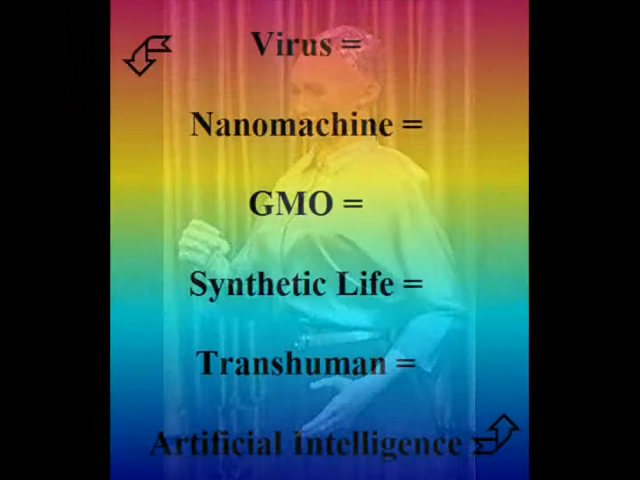 Virus =
Nanomachine =
GMO =
Synthetic Life =
Transhuman =
Artificial Intelligence